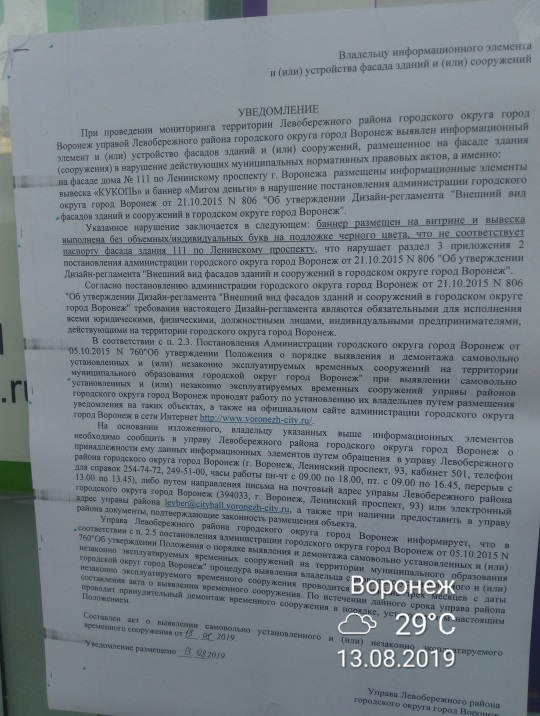 Владельцу информационного элемента
и (или) устройства фасада зданий и (или) сооружений
УВЕДОМЛЕНИЕ
При проведении мониторинга территории Левобережного района городского округа город
Воронеж управой Левобережного района городского округа город Воронеж выявлен информационный
элемент и (или) устройство фасадов зданий и (или) сооружений, размещенное на фасаде здания
(сооружения) в нарушение действующих муниципальных нормативных правовых актов, а именно:
на фасаде дома № 111 по Ленинскому проспекту г. Воронежа размещены информационные элементы
вывеска «КУКОПЬ» и баннер «Мигом деньги» в нарушение постановления администрации городского
округа город Воронеж от 21.10.2015 N 806 "Об утверждении Дизайн-регламента "Внешний вид
фасадов зданий и сооружений в городском округе город Воронеж".
Указанное нарушение заключается в следующем: баннер размещен на витрине и вывеска
выполнена без объемных/индивидуальных букв на подложке черного цвета, что не соответствует
паспорту фасада здания 111 по Ленинскому проспекту, что нарушает раздел 3 приложения 2
постановления администрации городского округа город Воронеж от 21.10.2015 N 806 "Об утверждении
Дизайн-регламента "Внешний вид фасадов зданий и сооружений в городском округе город Воронеж".
Согласно постановлению администрации городского округа город Воронеж от 21.10.2015 N 806
"Об утверждении Дизайн-регламента "Внешний вид фасадов зданий и сооружений в городском округе
город Воронеж" требования настоящего Дизайн-регламента являются обязательными для исполнения
всеми юридическими, физическими, должностными лицами, индивидуальными предпринимателями,
действующими на территории городского округа город Воронеж.
В соответствии с п. 2.3. Постановления Администрации городского округа город Воронеж от
05.10.2015 N 760"Об утверждении Положения о порядке выявления и демонтажа самовольно
установленных и (или) незаконно эксплуатируемых временных сооружений на территории
муниципального образования городской округ город Воронеж" при выявлении самовольно
установленных и (или) незаконно эксплуатируемых временных сооружений управы районов
городского округа город Воронеж проводят работу по установлению их владельцев путем размещения
уведомления на таких объектах, а также на официальном сайте администрации городского округа
город Воронеж в сети Интернет http://www.voronezh-city.ru/.
На основании изложенного, владельцу указанных выше информационных элементов
необходимо сообщить в управу Левобережного района городского округа город Воронеж о
принадлежности ему данных информационных элементов путем обращения в управу Левобережного
района городского округа город Воронеж (г. Воронеж, Ленинский проспект, 93, кабинет 501, телефон
для справок 254-74-72, 249-51-00, часы работы пн-чт с 09.00 по 18.00, пт. с 09.00 по 16.45, перерыв с
13.00 по 13.45), либо путем направления письма на почтовый адрес управы Левобережного района
городского округа город Воронеж (394033, г. Воронеж, Ленинский проспект, 93) или электронный
адрес управы района levber@cityhall.voronezh-city.ru, а также при наличии предоставить в управу
района документы, подтверждающие законность размещения объекта.
Управа Левобережного района городского округа город Воронеж информирует, что в
соответствии с п. 2.5 постановления администрации городского округа город Воронеж от 05.10.2015 N
760"Об утверждении Положения о порядке выявления и демонтажа самовольно установленных и (или)
незаконно эксплуатируемых временных сооружений на территории муниципального образования
городской округ город Воронеж" процедура выявления владельца и (или)
незаконно эксплуатируемого временного сооружения проводится трех месяцев с даты
составления акта о выявлении временного сооружения. По истечении данного срока управа района
проводит принудительный демонтаж временного сооружения в порядке, настоящим
Положением.
Составлен акт о выявлении самовольно установленного и (или) незаконно эксплуатируемого
временного сооружения от 13 08 2019
Уведомление размещено 13.08 2019
Управа Левобережного района
городского округа город Воронеж
Воронеж
29°C
13.08.2019
.ru